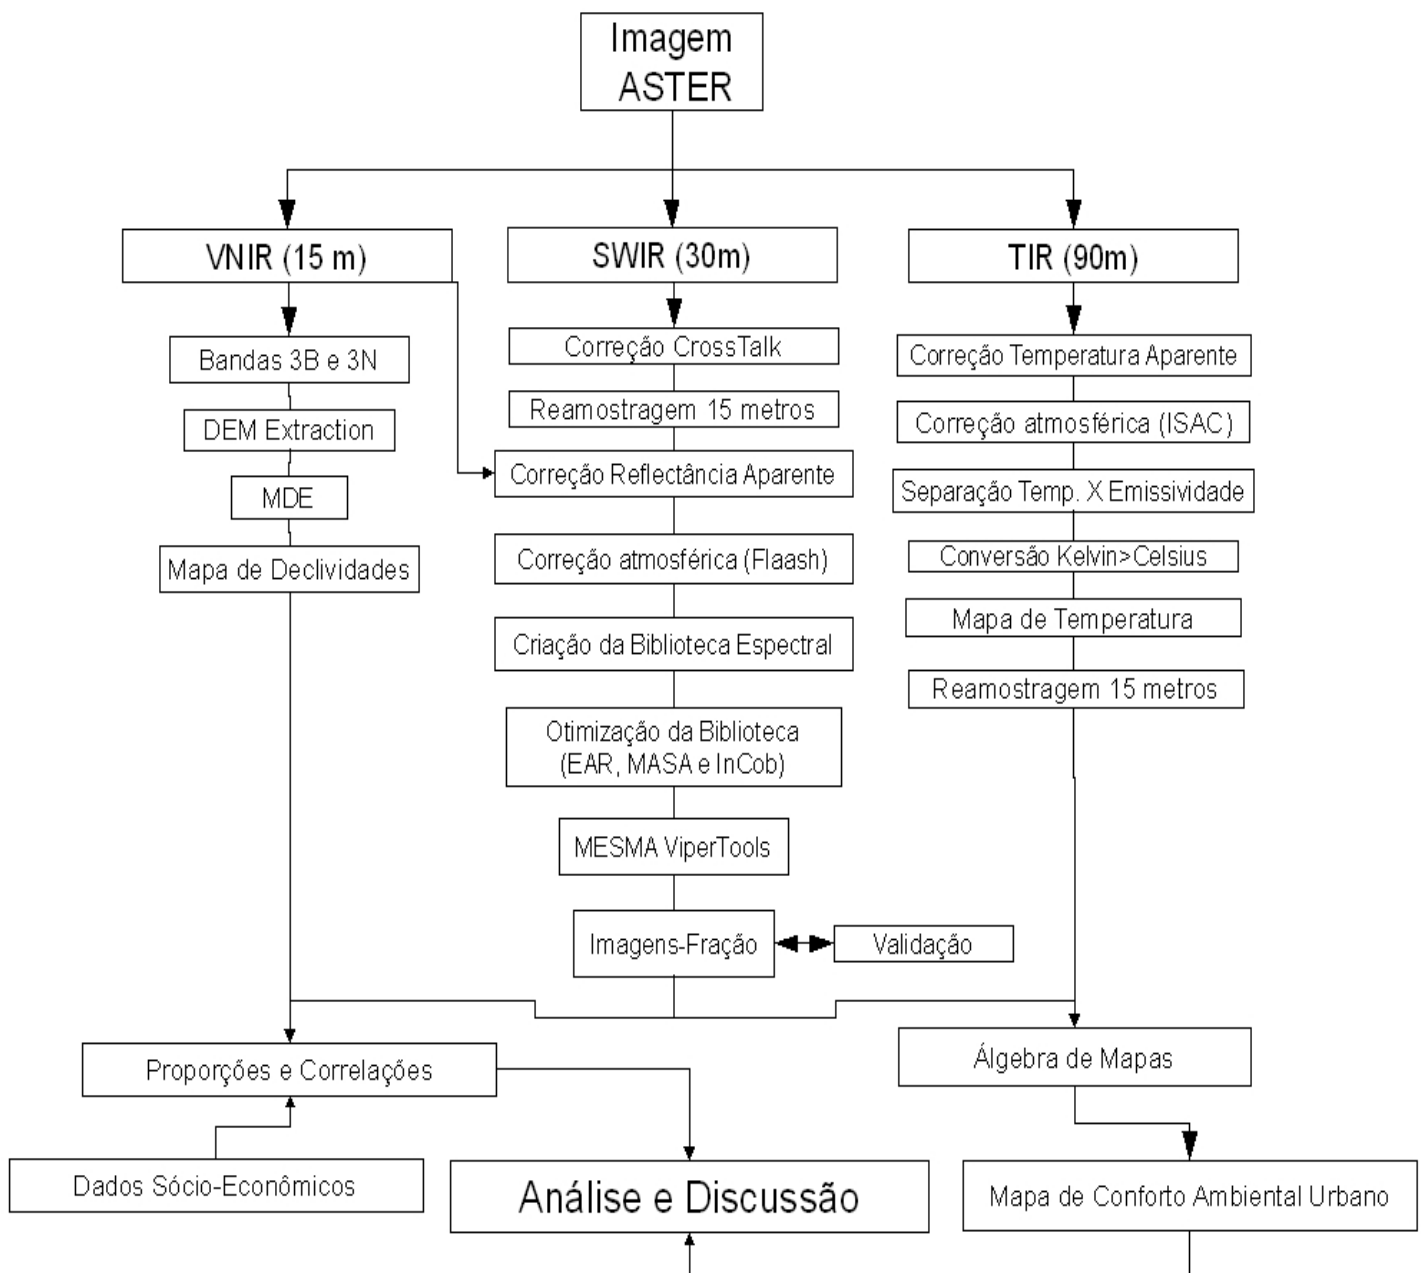 Imagem
ASTER
VNIR (15 m)
SWIR (30m)
TIR (90m)
Bandas 3B e 3N
DEM Extraction
MDE
Mapa de Declividades
Correção CrossTalk
Reamostragem 15 metros
Correção Reflectância Aparente
Correção atmosférica (Flaash)
Criação da Biblioteca Espectral
Otimização da Biblioteca
(EAR, MASA e InCob)
MESMA ViperTools
Imagens-Fração
Validação
Correção Temperatura Aparente
Correção atmosférica (ISAC)
Separação Temp. X Emissividade
Conversão Kelvin>Celsius
Mapa de Temperatura
Reamostragem 15 metros
Proporções e Correlações
Álgebra de Mapas
Dados Sócio-Econômicos
Análise e Discussão
Mapa de Conforto Ambiental Urbano